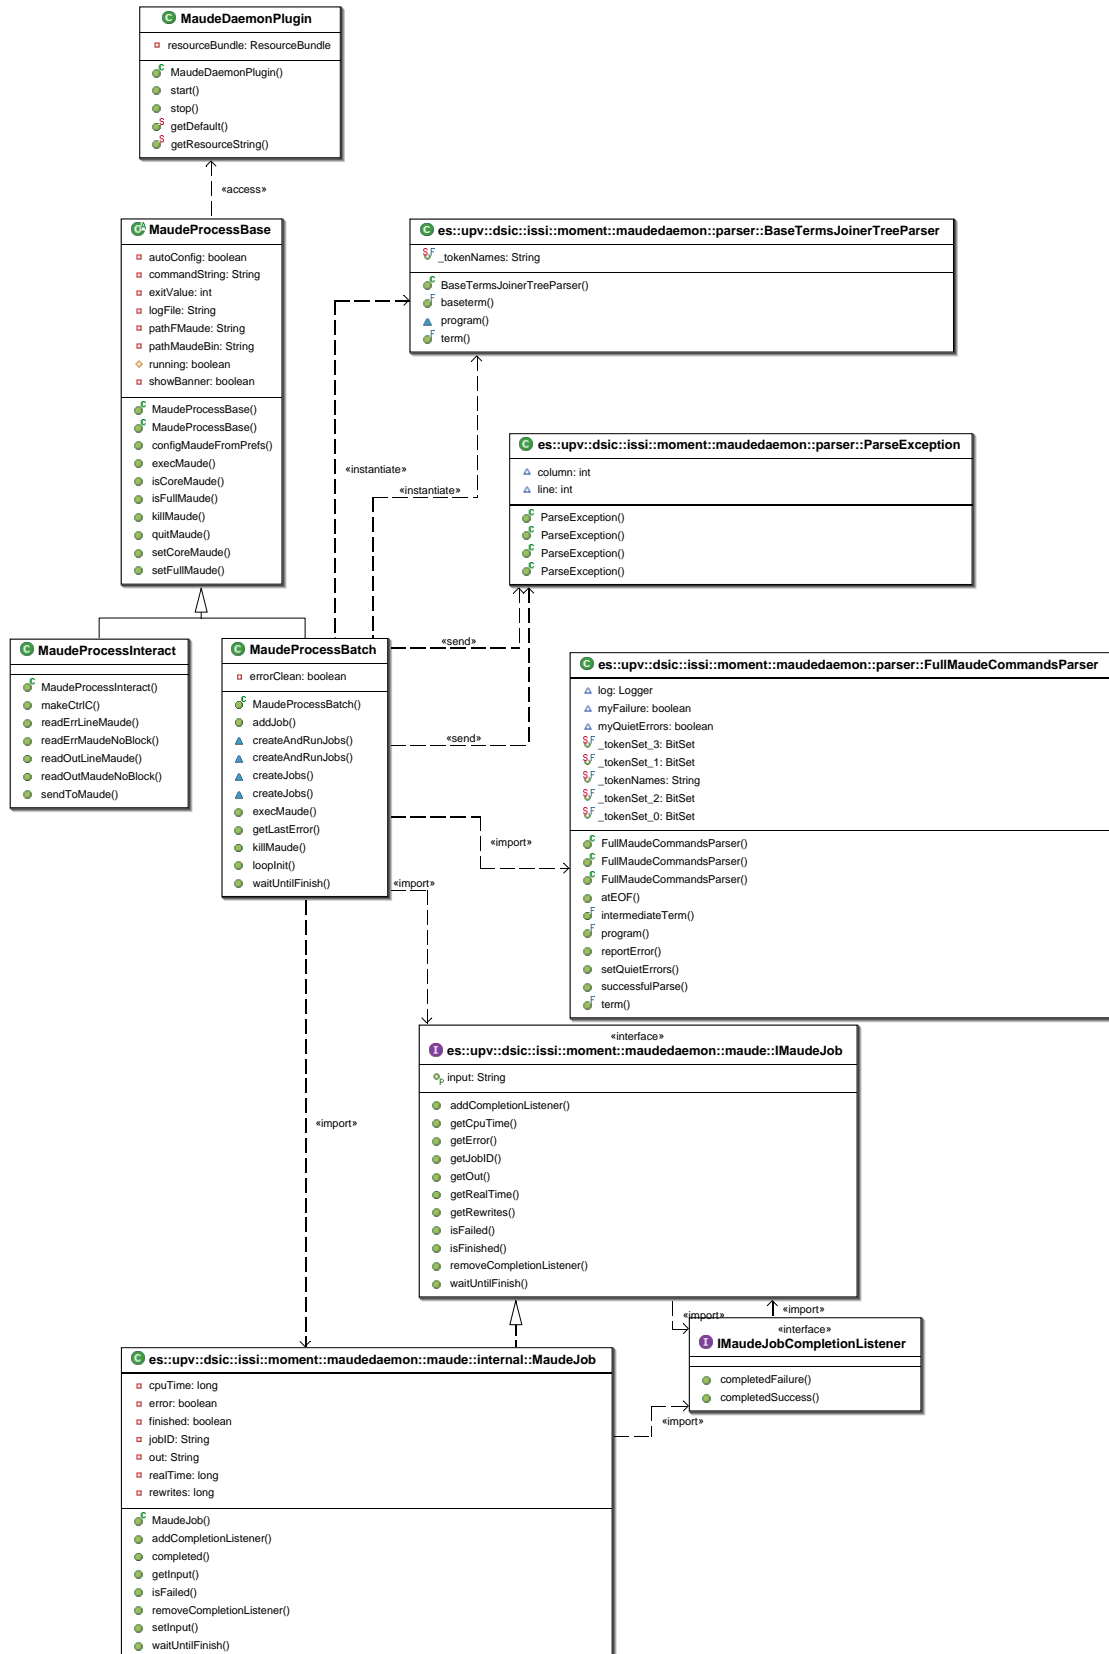 MaudeDaemonPlugin
resourceBundle: ResourceBundle
MaudeDaemonPlugin()
start()
stop()
getDefault()
getResourceString()
«access»
MaudeProcessBase
autoConfig: boolean
commandString: String
exitValue: int
logFile: String
pathFMaude: String
pathMaudeBin: String
running: boolean
showBanner: boolean
MaudeProcessBase()
MaudeProcessBase()
configMaudeFromPrefs()
execMaude()
isCoreMaude()
isFullMaude()
killMaude()
quitMaude()
setCoreMaude()
setFullMaude()
es::upv::dsic::issi::moment::maudedaemon::parser::BaseTermsJoinerTreeParser
_tokenNames: String
BaseTermsJoinerTreeParser()
baseterm()
program()
term()
«instantiate»
«instantiate»
es::upv::dsic::issi::moment::maudedaemon::parser::ParseException
column: int
line: int
ParseException()
ParseException()
ParseException()
ParseException()
MaudeProcessInteract
MaudeProcessInteract()
makeCtrlC()
readErrLineMaude()
readErrMaudeNoBlock()
readOutLineMaude()
readOutMaudeNoBlock()
sendToMaude()
MaudeProcessBatch
errorClean: boolean
MaudeProcessBatch()
addJob()
createAndRunJobs()
createAndRunJobs()
createJobs()
createJobs()
execMaude()
getLastError()
killMaude()
loopInit()
waitUntilFinish()
«send»
«send»
«import»
«import»
es::upv::dsic::issi::moment::maudedaemon::parser::FullMaudeCommandsParser
log: Logger
myFailure: boolean
myQuietErrors: boolean
_tokenSet_3: BitSet
_tokenSet_1: BitSet
_tokenNames: String
_tokenSet_2: BitSet
_tokenSet_0: BitSet
FullMaudeCommandsParser()
FullMaudeCommandsParser()
FullMaudeCommandsParser()
atEOF()
intermediateTerm()
program()
reportError()
setQuietErrors()
successfulParse()
term()
«interface»
es::upv::dsic::issi::moment::maudedaemon::maude::IMaudeJob
input: String
addCompletionListener()
getCpuTime()
getError()
getJobID()
getOut()
getRealTime()
getRewrites()
isFailed()
isFinished()
removeCompletionListener()
waitUntilFinish()
«import»
«import»
«import»
«interface»
IMaudeJobCompletionListener
completedFailure()
completedSuccess()
«import»
es::upv::dsic::issi::moment::maudedaemon::maude::internal::MaudeJob
cpuTime: long
error: boolean
finished: boolean
jobID: String
out: String
realTime: long
rewrites: long
MaudeJob()
addCompletionListener()
completed()
getInput()
isFailed()
removeCompletionListener()
setInput()
waitUntilFinish()